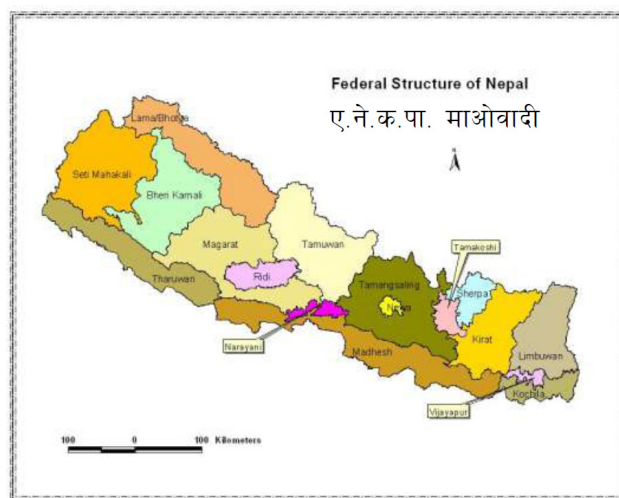 Federal Structure of Nepal
ए.ने.क.पा. माओवादी
N
Lama/Bhotya
Seti Mahakali
Bheri Karnali
Magarat
Tamuwan
Tamakoshi
Ridi
Tharuwan
Tamangsaling
Sherpa
Newa
Narayani
Kirat
Madhesh
Limbuwan
Vijayapur
Kochila
100 0 100 Kilometers